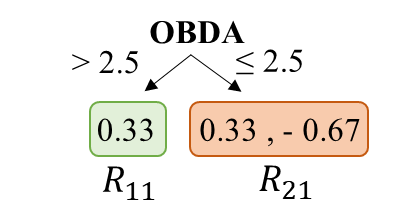 OBDA
> 2.5 ≤ 2.5
0.33 0.33 , - 0.67
R₁₁ R₂₁